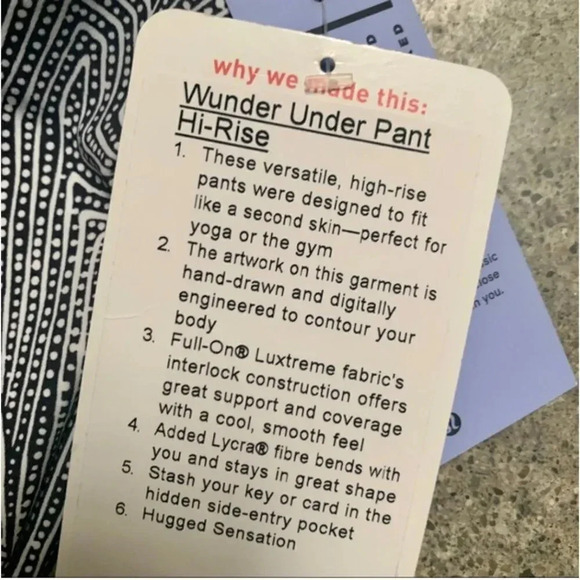 why we made this:
Wunder Under Pant
Hi-Rise
1. These versatile, high-rise
pants were designed to fit
like a second skin—perfect for
yoga or the gym
2. The artwork on this garment is
hand-drawn and digitally
engineered to contour your
body
3. Full-On® Luxtreme fabric's
interlock construction offers
great support and coverage
with a cool, smooth feel
4. Added Lycra® fibre bends with
you and stays in great shape
5. Stash your key or card in the
hidden side-entry pocket
6. Hugged Sensation
you.